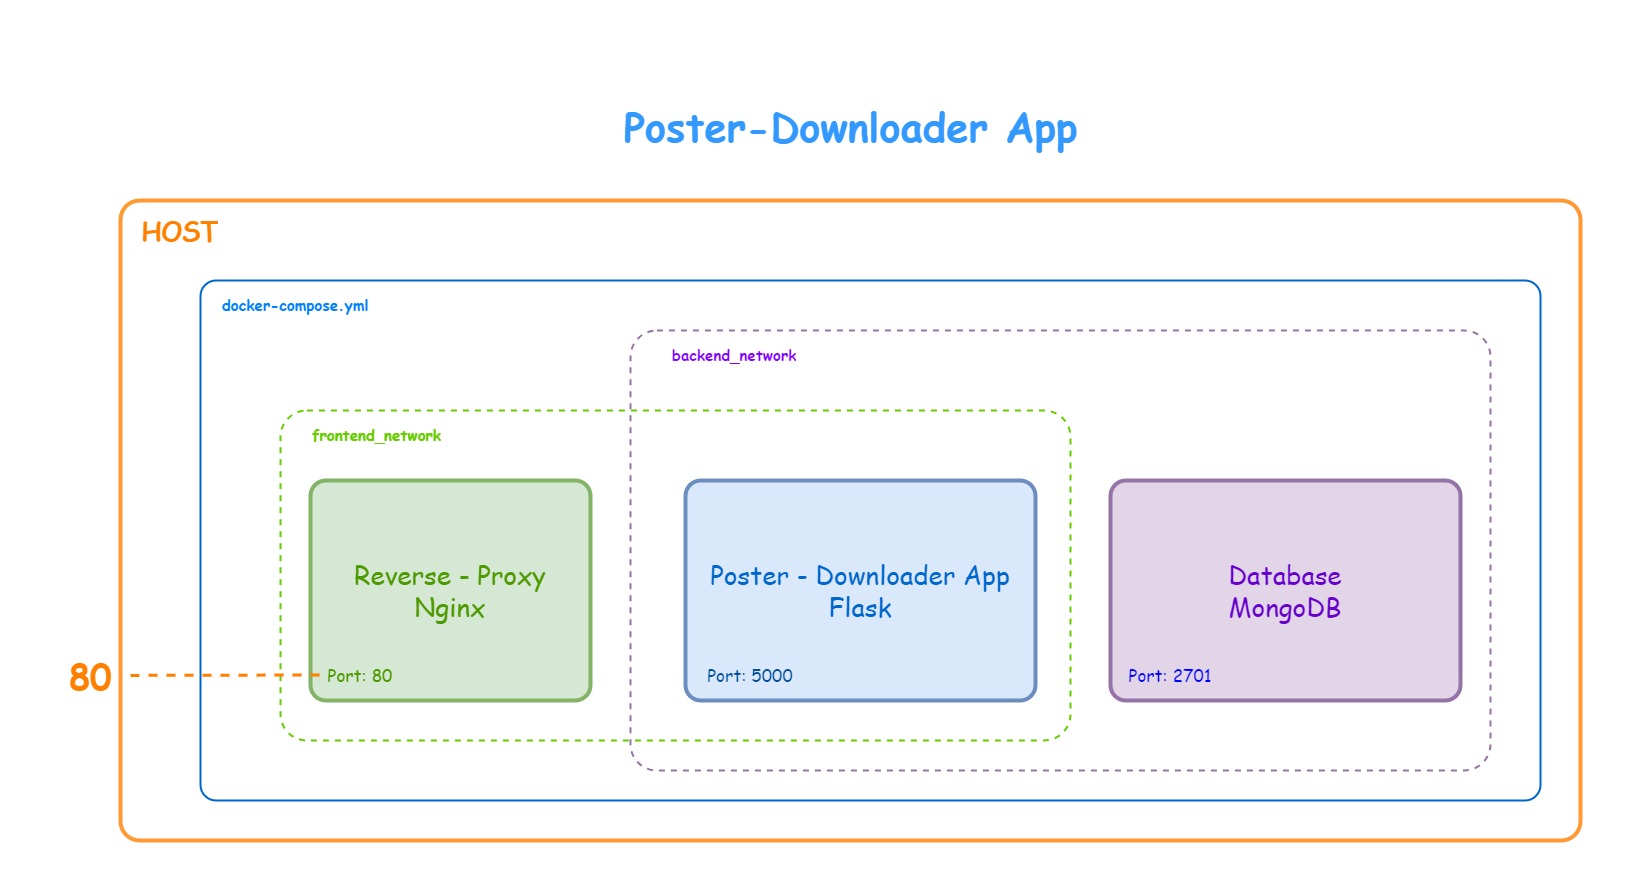 Poster-Downloader App
HOST
docker-compose.yml
backend_network
frontend_network
Reverse - Proxy
Nginx
Port: 80
Poster - Downloader App
Flask
Port: 5000
Database
MongoDB
Port: 2701
80